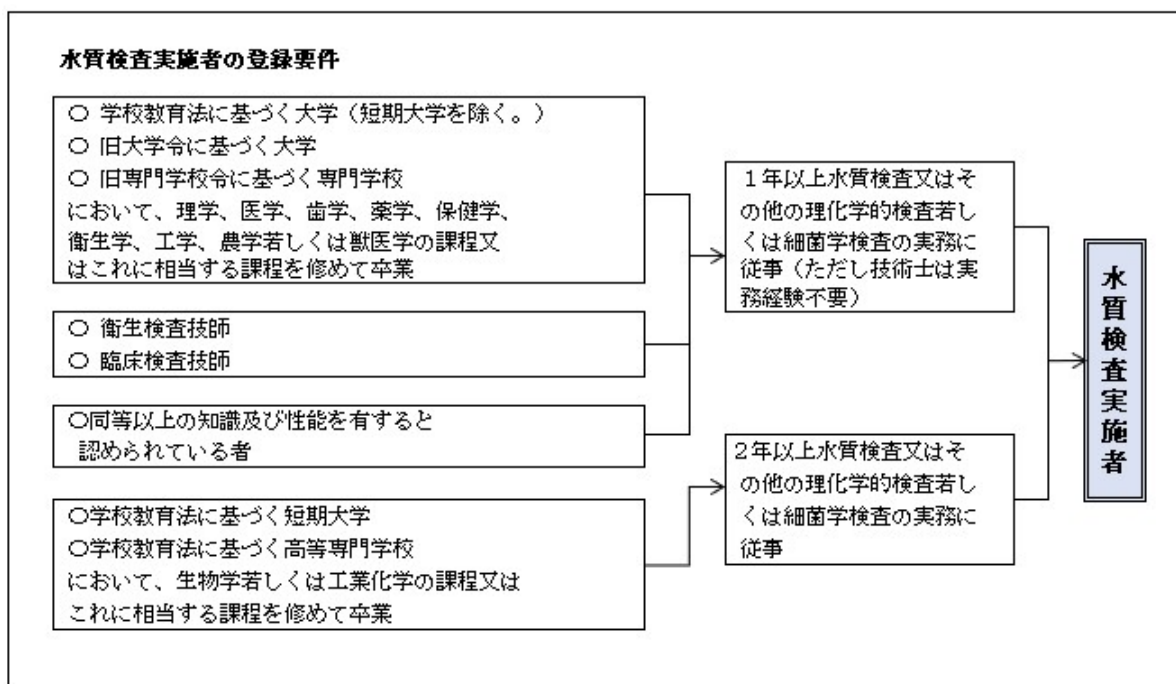 水質検査実施者の登録要件
○ 学校教育法に基づく大学（短期大学を除く。）
○ 旧大学令に基づく大学
○ 旧専門学校令に基づく専門学校
において、理学、医学、歯学、薬学、保健学、
衛生学、工学、農学若しくは獣医学の課程又
はこれに相当する課程を修めて卒業
○ 衛生検査技師
○ 臨床検査技師
○同等以上の知識及び性能を有すると
認められている者
○学校教育法に基づく短期大学
○学校教育法に基づく高等専門学校
において、生物学若しくは工業化学の課程又は
これに相当する課程を修めて卒業
１年以上水質検査又はそ
の他の理化学的検査若し
くは細菌学検査の実務に
従事（ただし技術士は実
務経験不要）
２年以上水質検査又はそ
の他の理化学的検査若し
くは細菌学検査の実務に
従事
水質検査実施者